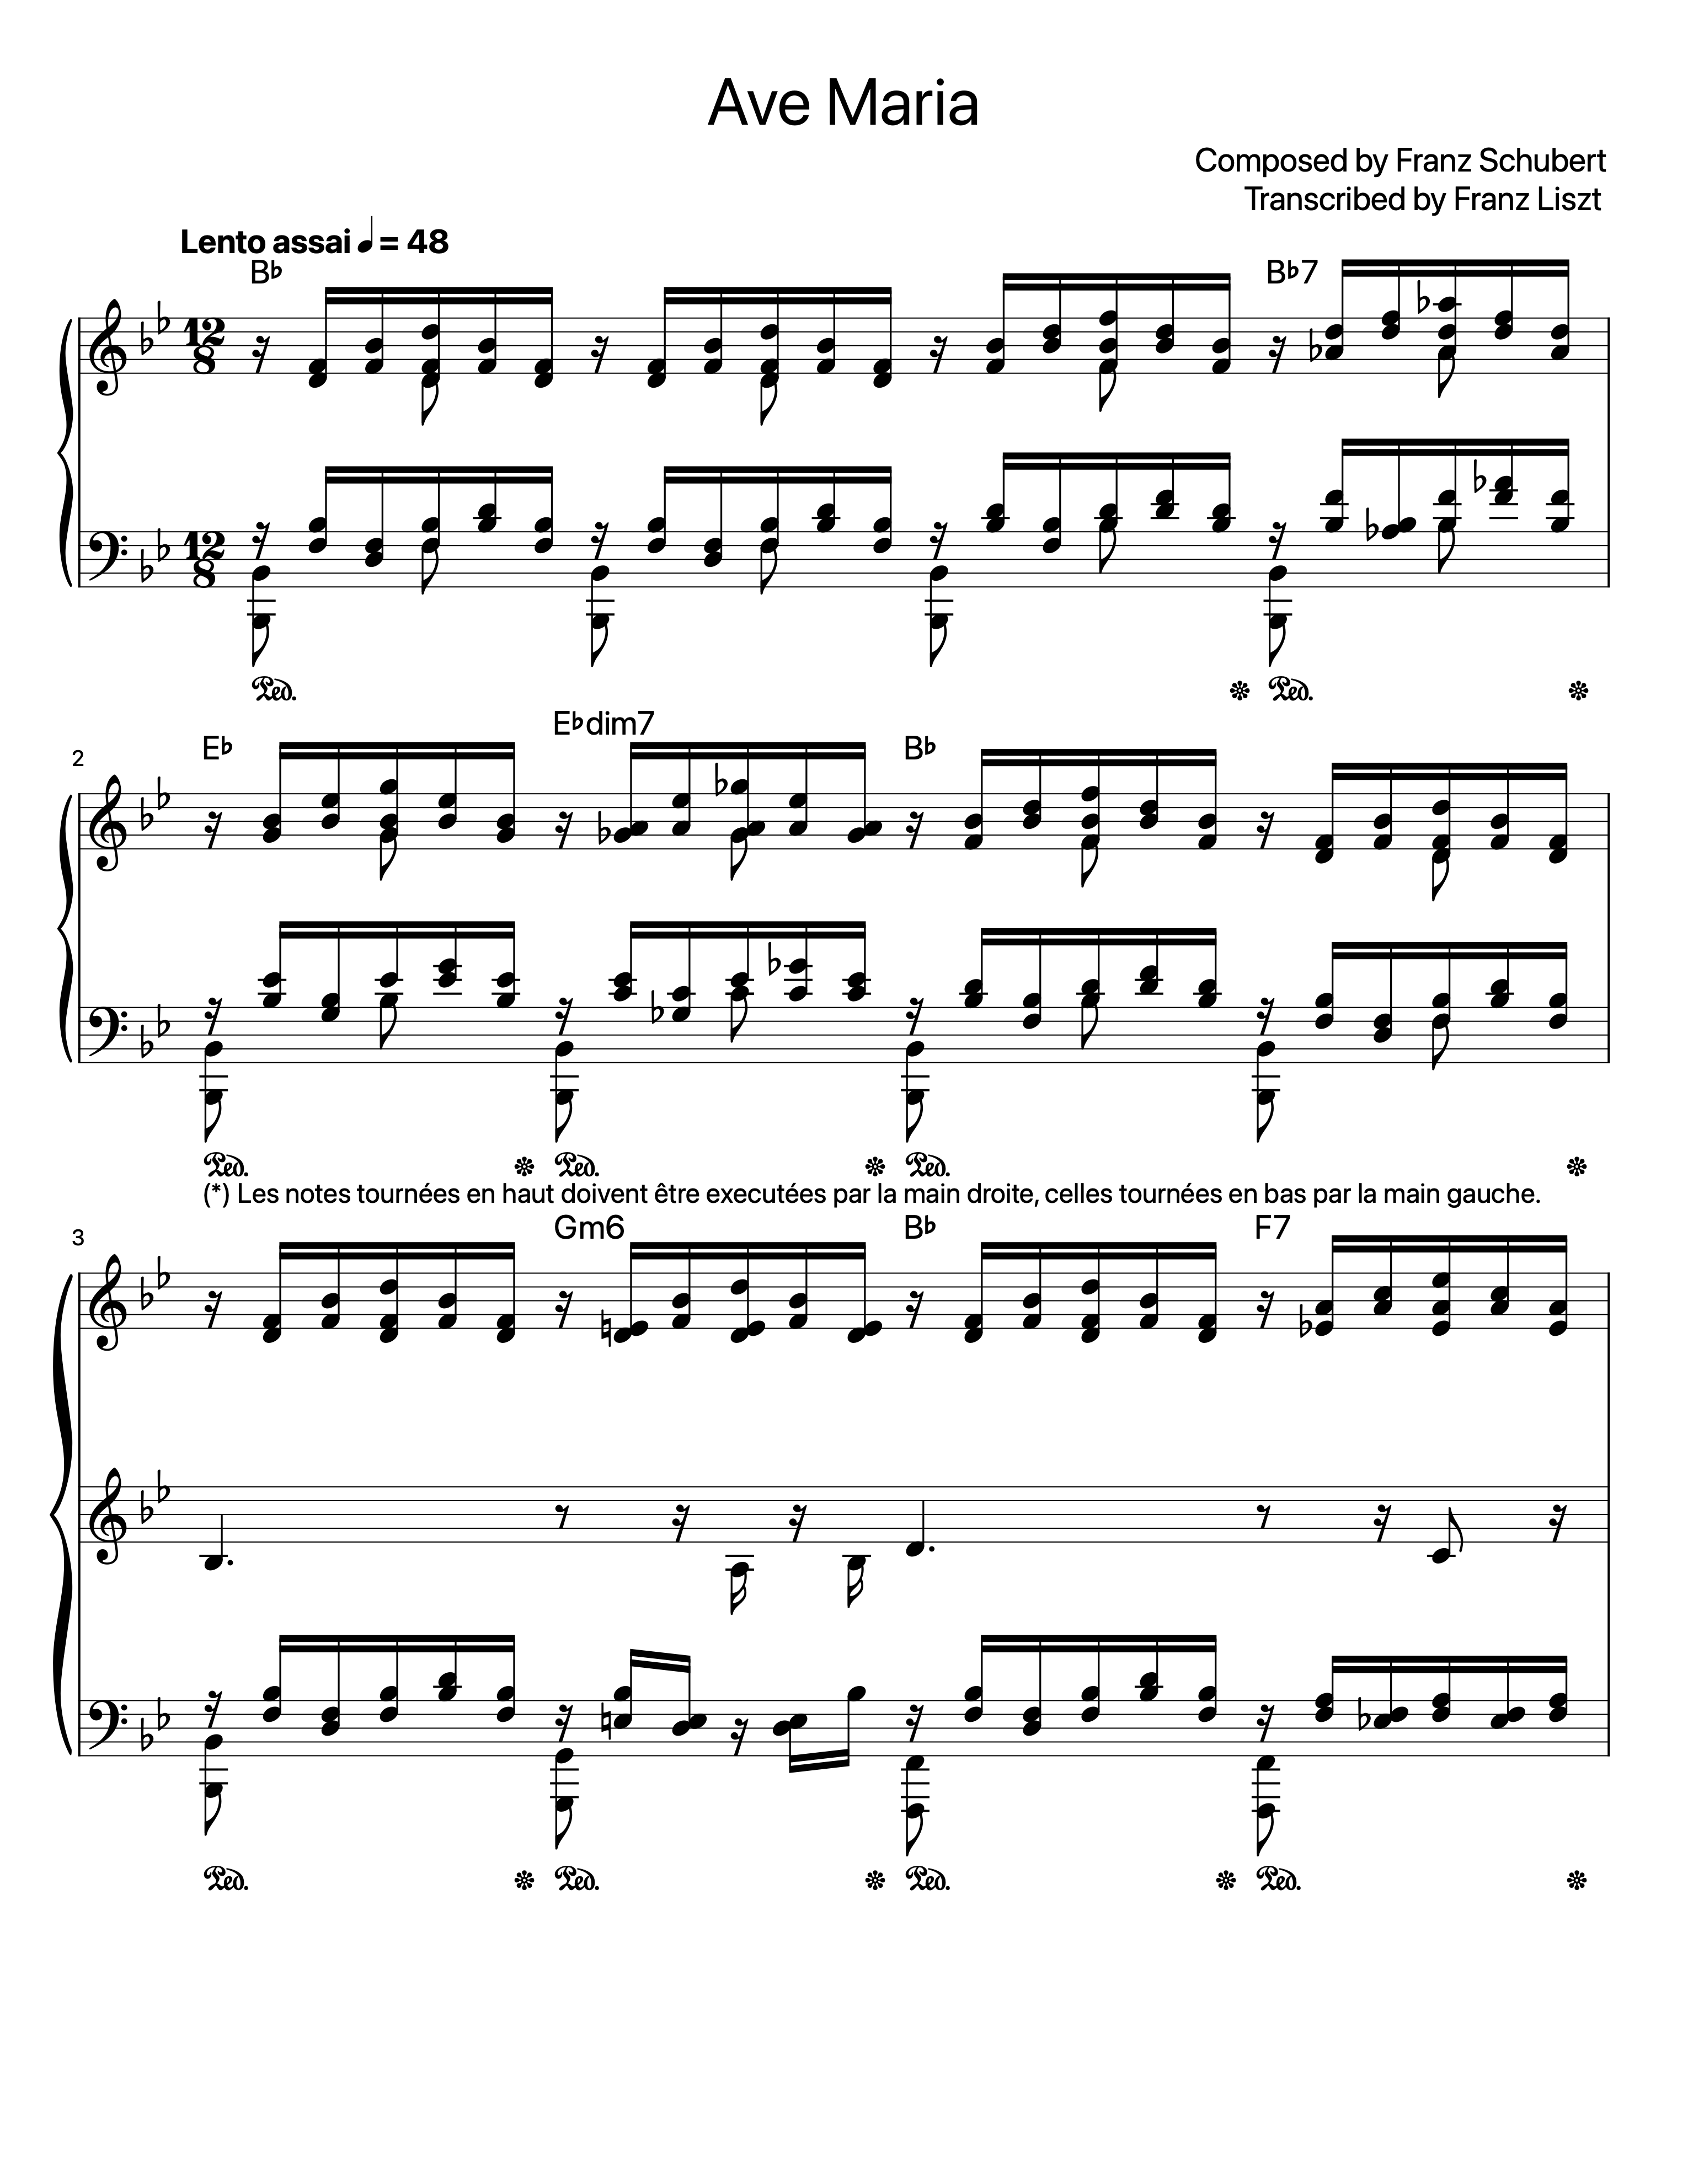 Ave Maria
Composed by Franz Schubert
Transcribed by Franz Liszt
Lento assai ♩ = 48
B♭ B♭7
12 8
12 8
Ped. * Ped. *
E♭ E♭dim7 B♭
2
Ped. * Ped. * Ped. *
(*) Les notes tournées en haut doivent être executées par la main droite, celles tournées en bas par la main gauche.
Gm6 B♭ F7
3
Ped. * Ped. * Ped. * Ped. *